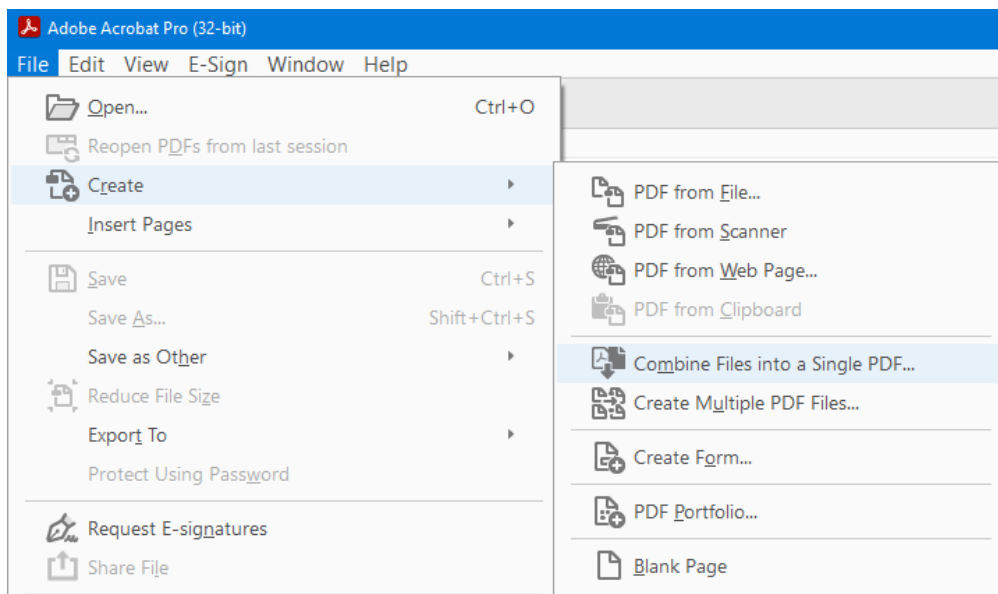 Adobe Acrobat Pro (32-bit)
File Edit View E-Sign Window Help
Open... Ctrl+O
Reopen PDFs from last session
Create
Insert Pages
Save Ctrl+S
Save As... Shift+Ctrl+S
Save as Other
Reduce File Size
Export To
Protect Using Password
Request E-signatures
Share File
PDF from File...
PDF from Scanner
PDF from Web Page...
PDF from Clipboard
Combine Files into a Single PDF...
Create Multiple PDF Files...
Create Form...
PDF Portfolio...
Blank Page